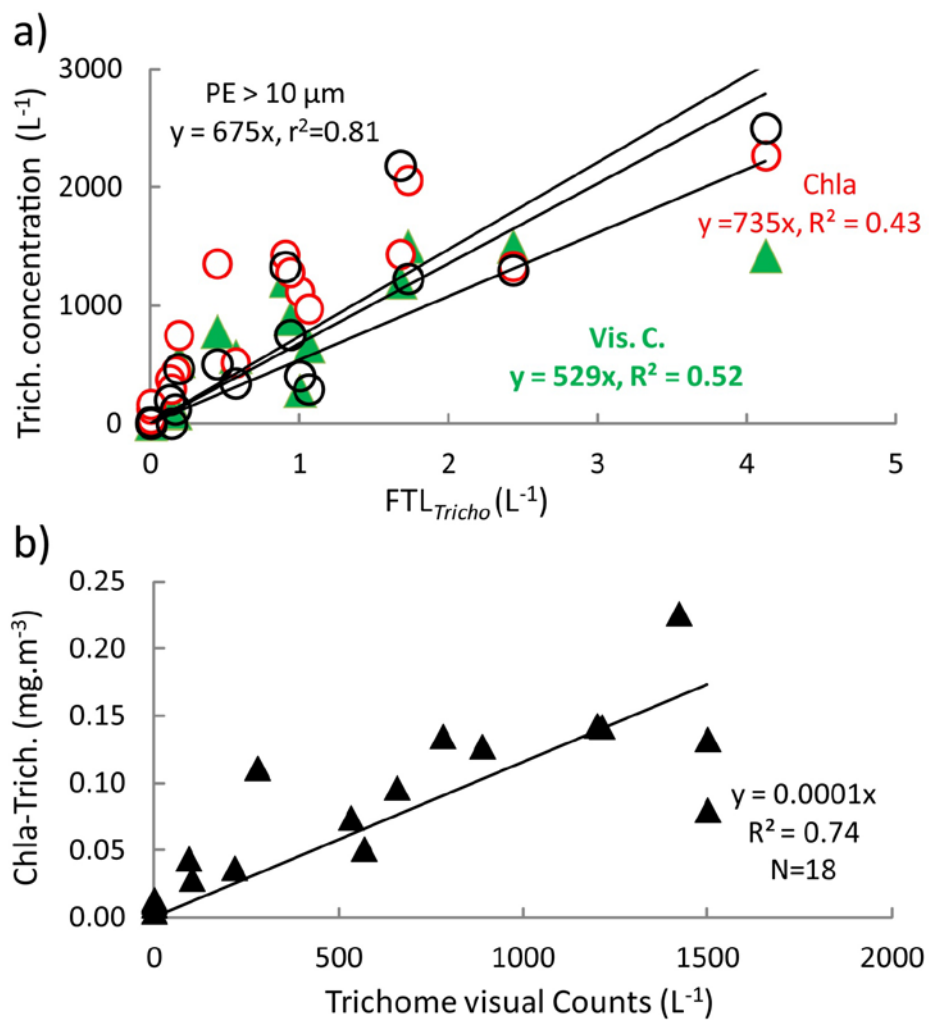 a)
Trich. concentration (L-1)
3000
2000
1000
0
PE > 10 µm
y = 675x, r2=0.81
Chla
y =735x, R2 = 0.43
Vis. C.
y = 529x, R2 = 0.52
0 1 2 3 4 5
FTLTricho (L-1)
b)
Chla-Trich. (mg.m-3)
0.25
0.20
0.15
0.10
0.05
0.00
y = 0.0001x
R2 = 0.74
N=18
0 500 1000 1500 2000
Trichome visual Counts (L-1)